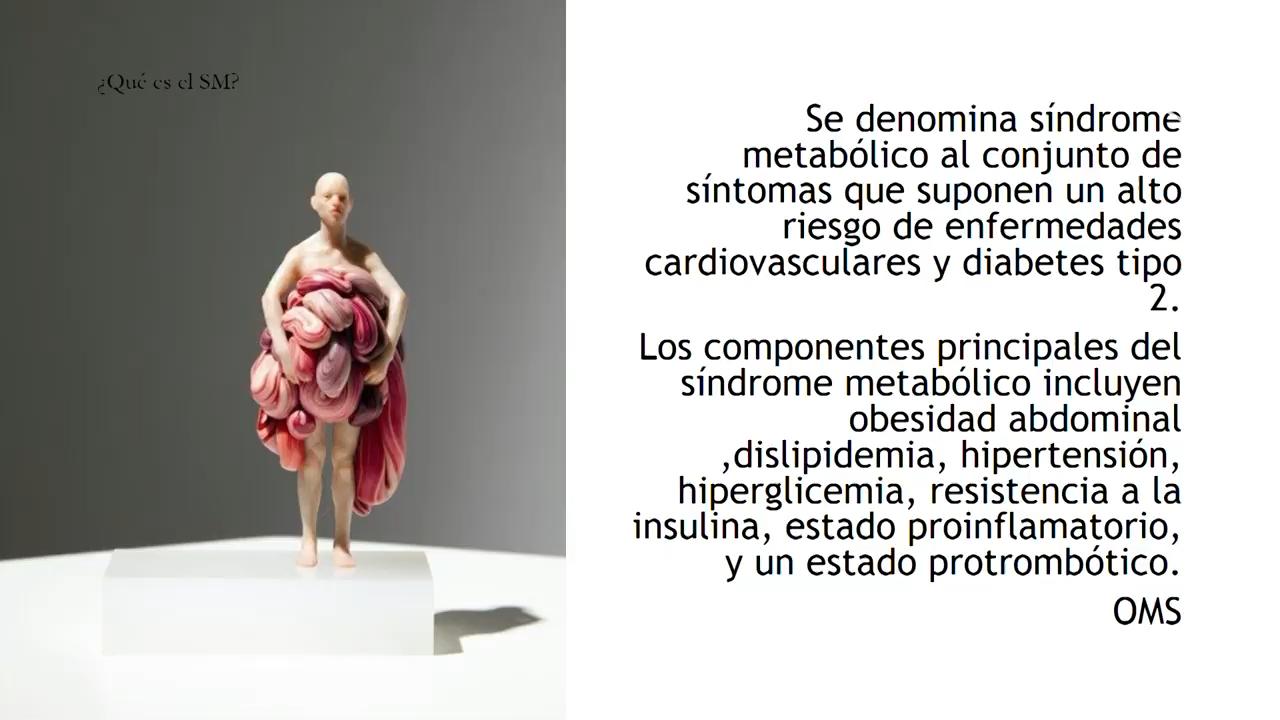 ¿Qué es el SM?
Se denomina síndrome
metabólico al conjunto de
síntomas que suponen un alto
riesgo de enfermedades
cardiovasculares y diabetes tipo
2.
Los componentes principales del
síndrome metabólico incluyen
obesidad abdominal
,dislipidemia, hipertensión,
hiperglicemia, resistencia a la
insulina, estado proinflamatorio,
y un estado protrombótico.
OMS